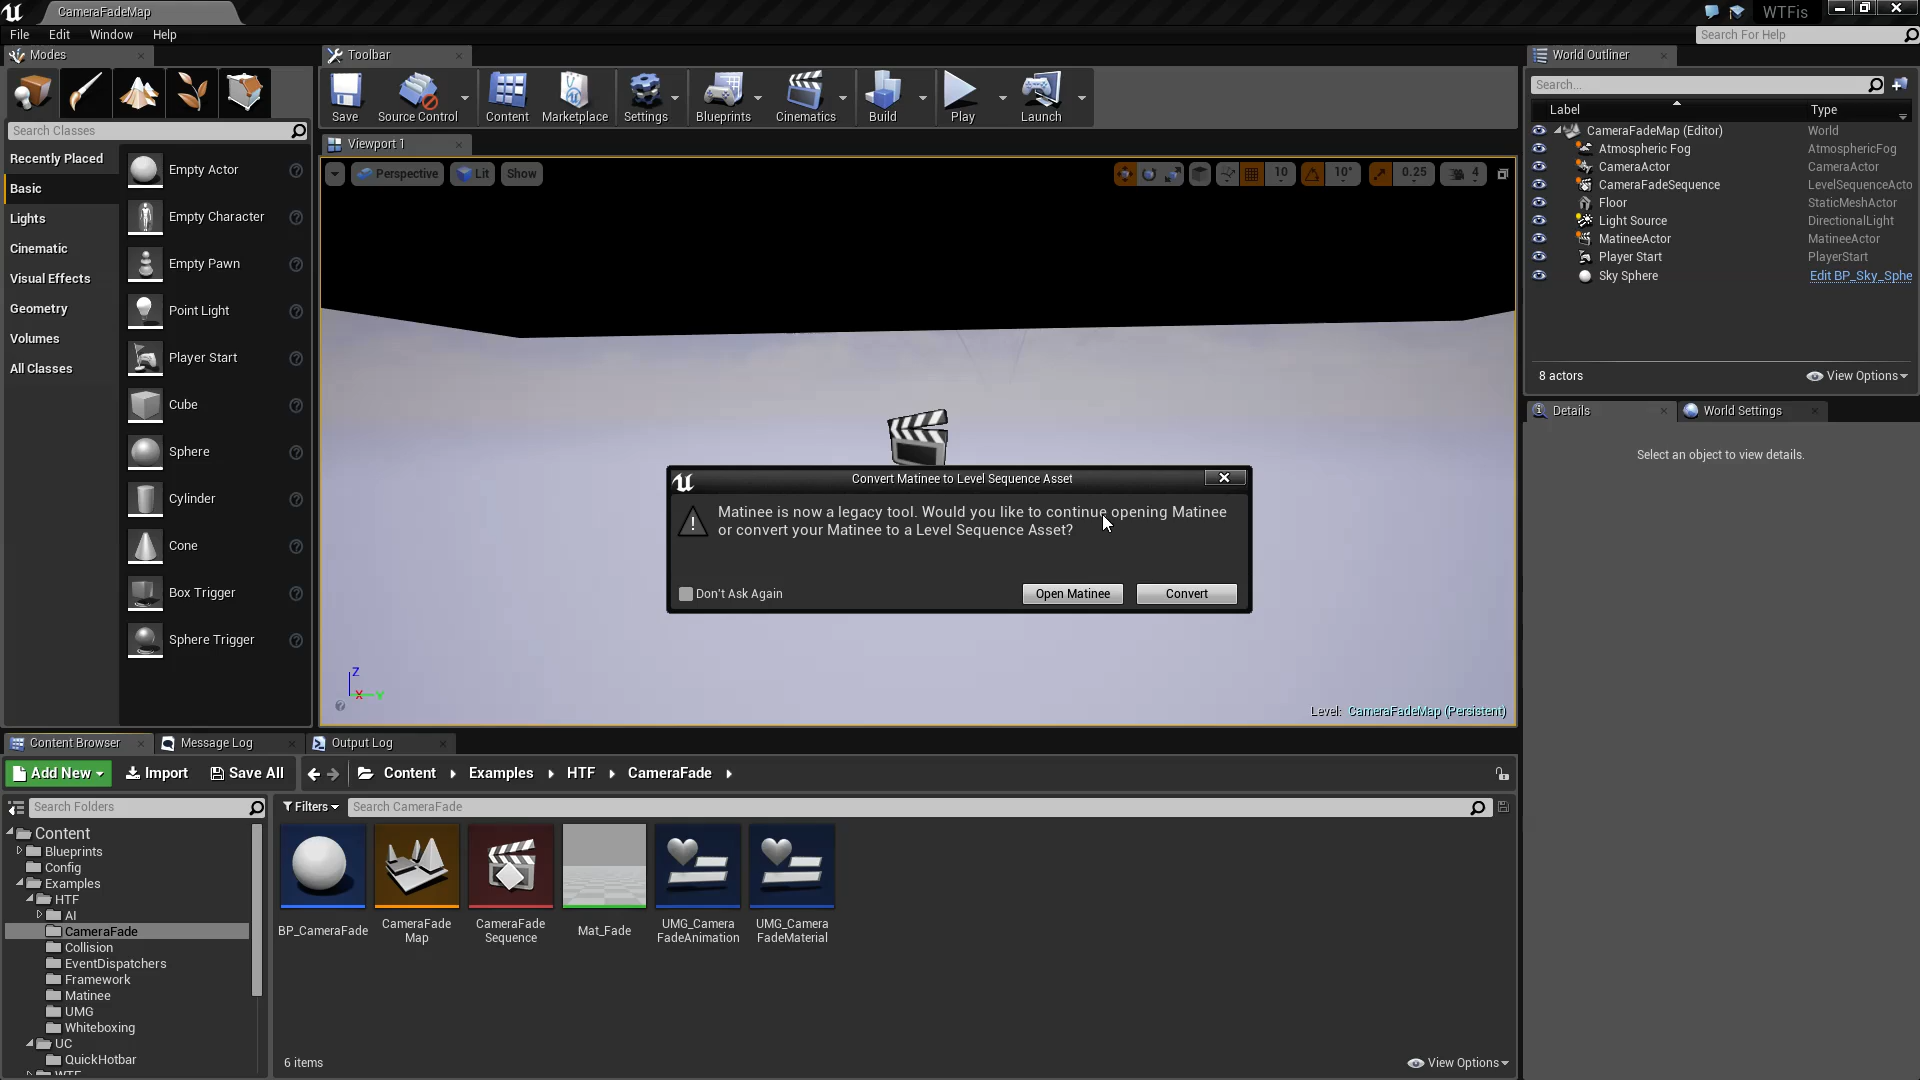 CameraFadeMap
WTFis
File Edit Window Help
Search For Help
Modes
Search Classes
Recently Placed
Basic
Lights
Cinematic
Visual Effects
Geometry
Volumes
All Classes
Empty Actor
Empty Character
Empty Pawn
Point Light
Player Start
Cube
Sphere
Cylinder
Cone
Box Trigger
Sphere Trigger
Toolbar
Save
Source Control
Content
Marketplace
Settings
Blueprints
Cinematics
Build
Play
Launch
Viewport 1
Perspective Lit Show
10 10° 0.25 4
Convert Matinee to Level Sequence Asset
Matinee is now a legacy tool. Would you like to continue opening Matinee
or convert your Matinee to a Level Sequence Asset?
Don't Ask Again
Open Matinee
Convert
Z
X Y
Level: CameraFadeMap (Persistent)
World Outliner
Search...
Label Type
CameraFadeMap (Editor) World
Atmospheric Fog AtmosphericFog
CameraActor CameraActor
CameraFadeSequence LevelSequenceActo
Floor StaticMeshActor
Light Source DirectionalLight
MatineeActor MatineeActor
Player Start PlayerStart
Sky Sphere Edit BP_Sky_Sphe
8 actors View Options
Details World Settings
Select an object to view details.
Content Browser Message Log Output Log
Add New Import Save All Content Examples HTF CameraFade
Search Folders
Filters Search CameraFade
Content
Blueprints
Config
Examples
HTF
AI
CameraFade
Collision
EventDispatchers
Framework
Matinee
UMG
Whiteboxing
UC
QuickHotbar
WTF
BP_CameraFade
CameraFade
Map
CameraFade
Sequence
Mat_Fade
UMG_Camera
FadeAnimation
UMG_Camera
FadeMaterial
6 items View Options